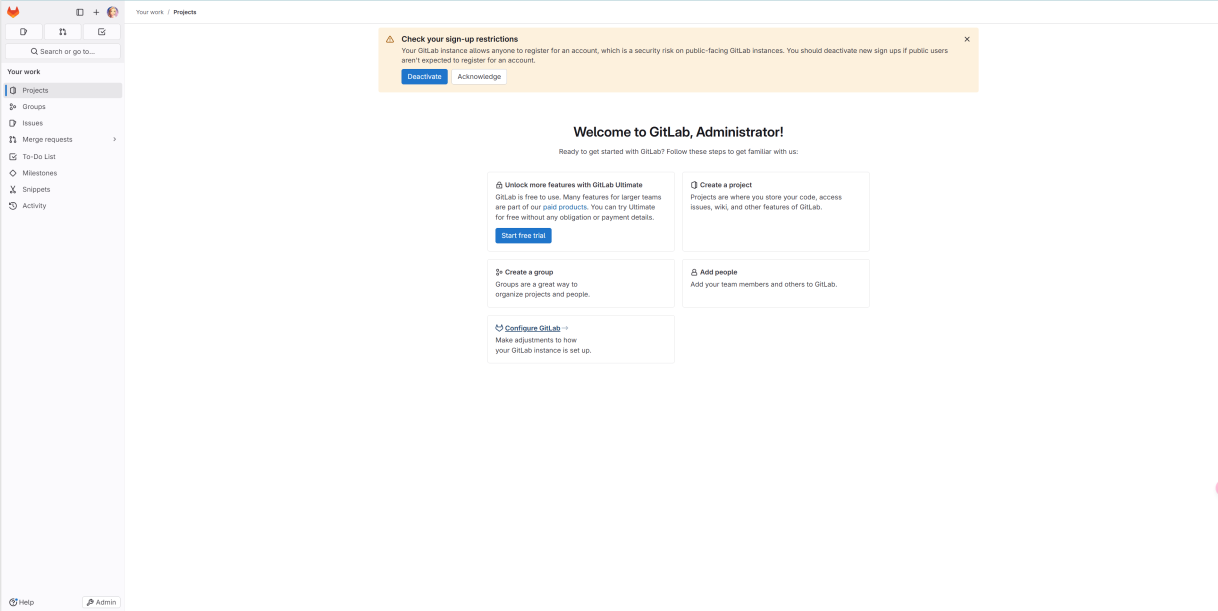 Your work / Projects
Search or go to...
Your work
Projects
Groups
Issues
Merge requests
To-Do List
Milestones
Snippets
Activity
Help
Admin
Check your sign-up restrictions
Your GitLab instance allows anyone to register for an account, which is a security risk on public-facing GitLab instances. You should deactivate new sign ups if public users
aren't expected to register for an account.
Deactivate
Acknowledge
Welcome to GitLab, Administrator!
Ready to get started with GitLab? Follow these steps to get familiar with us:
Unlock more features with GitLab Ultimate
GitLab is free to use. Many features for larger teams
are part of our paid products. You can try Ultimate
for free without any obligation or payment details.
Start free trial
Create a project
Projects are where you store your code, access
issues, wiki, and other features of GitLab.
Create a group
Groups are a great way to
organize projects and people.
Add people
Add your team members and others to GitLab.
Configure GitLab
Make adjustments to how
your GitLab instance is set up.